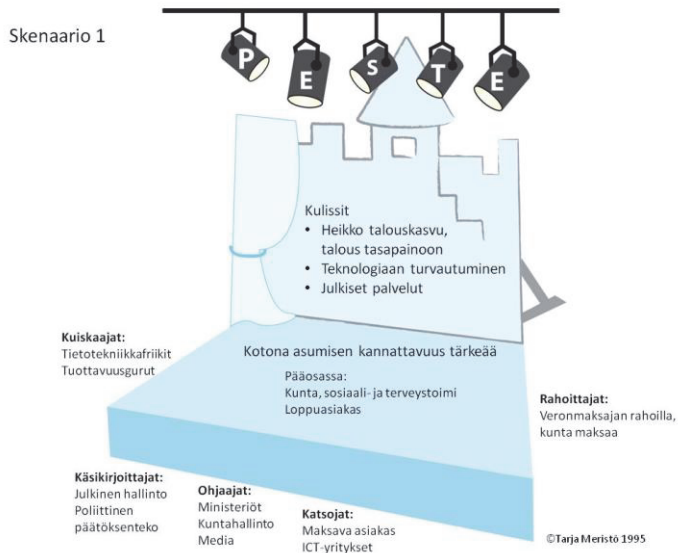 Skenaario 1
P E S T E
Kulissit
• Heikko talouskasvu,
talous tasapainoon
• Teknologiaan turvautuminen
• Julkiset palvelut
Kuiskaajat:
Tietotekniikkafriikit
Tuottavuusgurut
Kotona asumisen kannattavuus tärkeää
Pääosassa:
Kunta, sosiaali- ja terveystoimi
Loppuasiakas
Rahoittajat:
Veronmaksajan rahoilla,
kunta maksaa
Käsikirjoittajat:
Julkinen hallinto
Poliittinen
päätöksenteko
Ohjaajat:
Ministeriöt
Kuntahallinto
Media
Katsojat:
Maksava asiakas
ICT-yritykset
©Tarja Meristö 1995